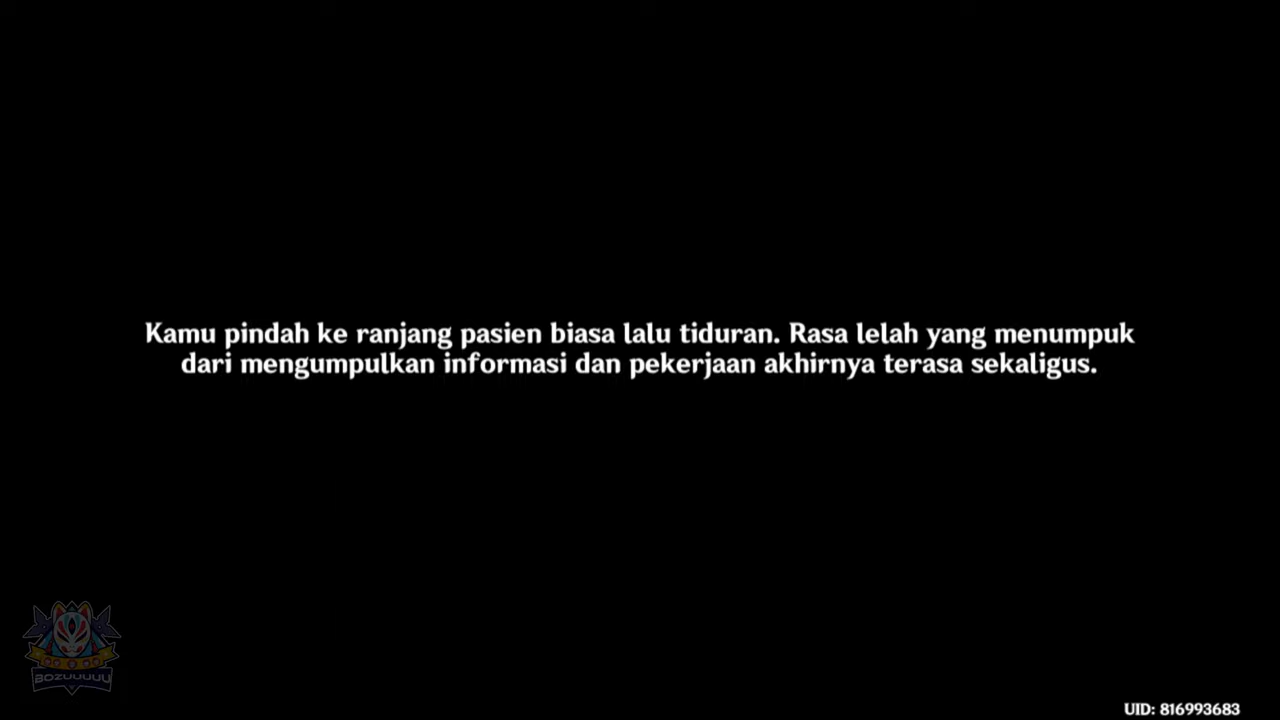 Kamu pindah ke ranjang pasien biasa lalu tiduran. Rasa lelah yang menumpuk
dari mengumpulkan informasi dan pekerjaan akhirnya terasa sekaligus.
BOZUUUUU
UID: 816993683